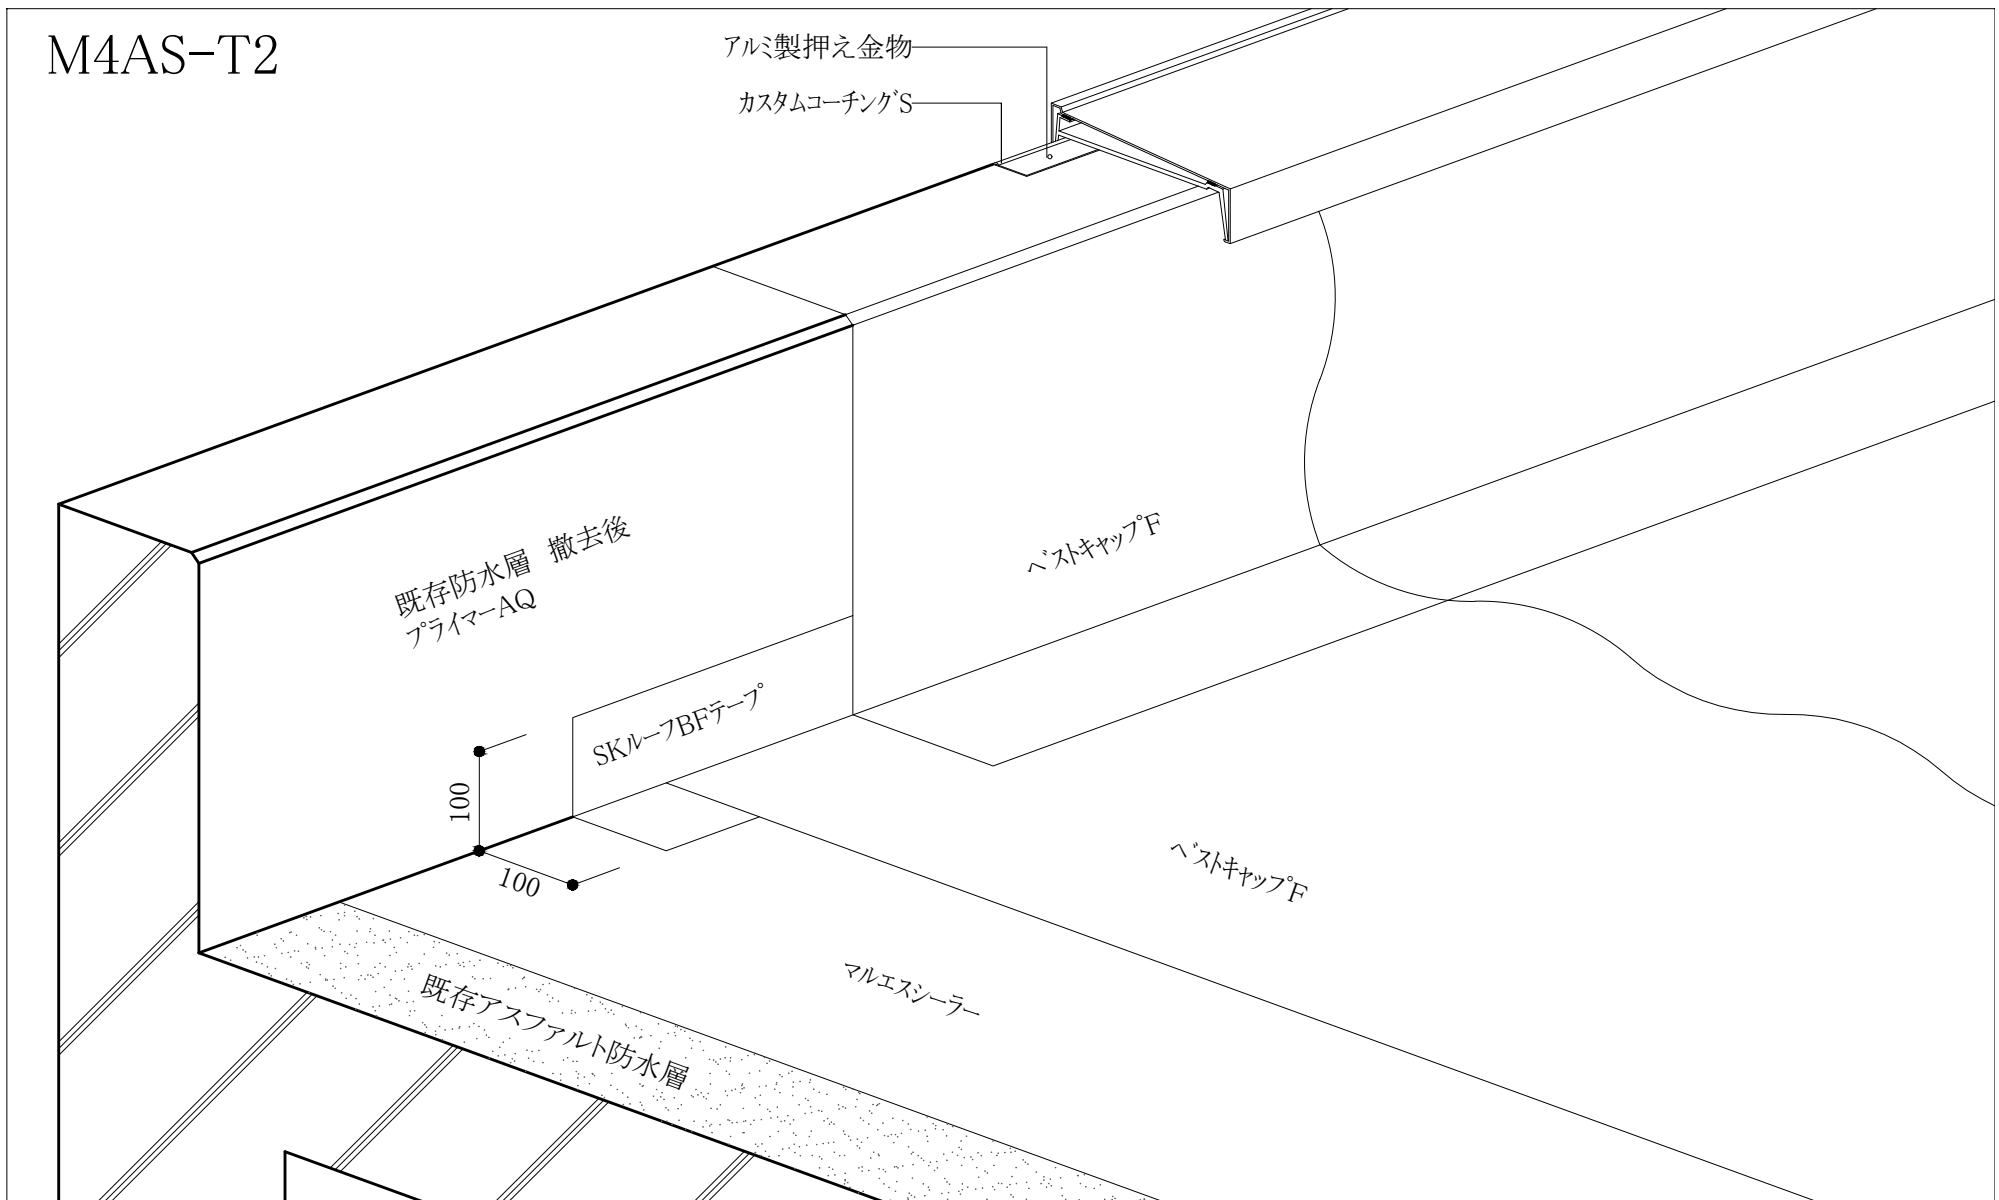 M4AS-T2
アルミ製押え金物
カスタムコーチングS
既存防水層 撤去後
プライマーAQ
ベストキャップF
SKルーフBFテープ
100
100
ベストキャップF
マルエスシーラー
既存アスファルト防水層